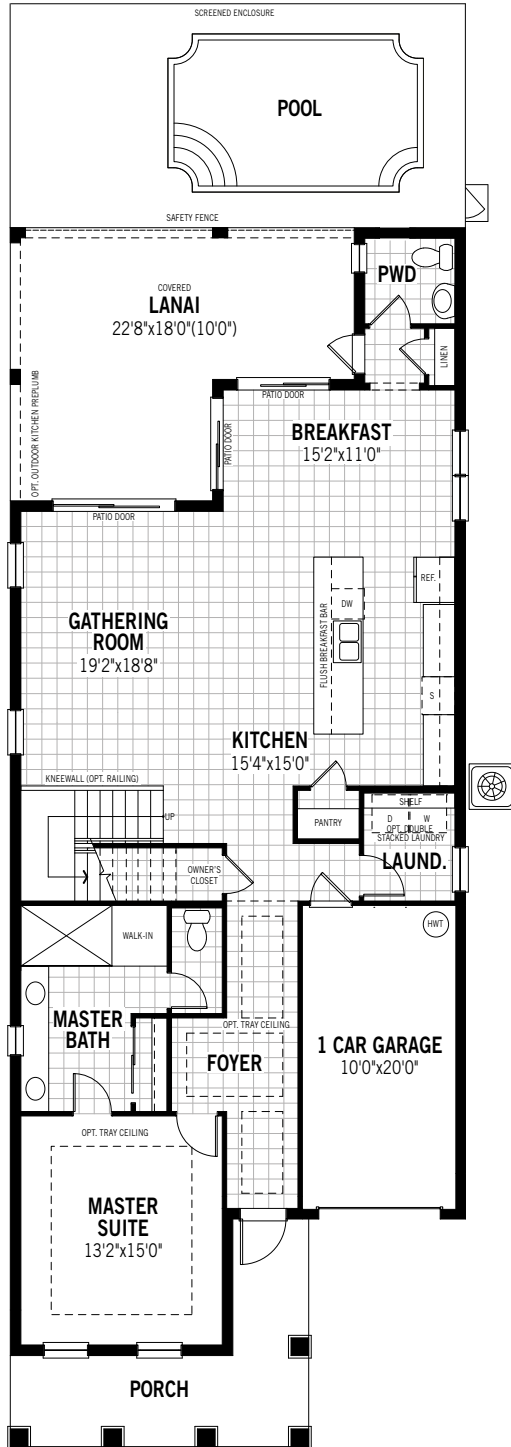 SCREENED ENCLOSURE
POOL
SAFETY FENCE
PWD
COVERED
LANAI
22'8"x18'0"(10'0")
LINEN
OPT. OUTDOOR KITCHEN PREPLUMB
PATIO DOOR
PATIO DOOR
BREAKFAST
15'2"x11'0"
PATIO DOOR
REF.
DW
FLUSH BREAKFAST BAR
GATHERING
ROOM
19'2"x18'8"
S
KITCHEN
15'4"x15'0"
KNEEWALL (OPT. RAILING)
UP
PANTRY
SHELF
D W
OPT. DOUBLE
STACKED LAUNDRY
LAUND.
OWNER'S
CLOSET
WALK-IN
HWT
MASTER
BATH
OPT. TRAY CEILING
FOYER
1 CAR GARAGE
10'0"x20'0"
OPT. TRAY CEILING
MASTER
SUITE
13'2"x15'0"
PORCH